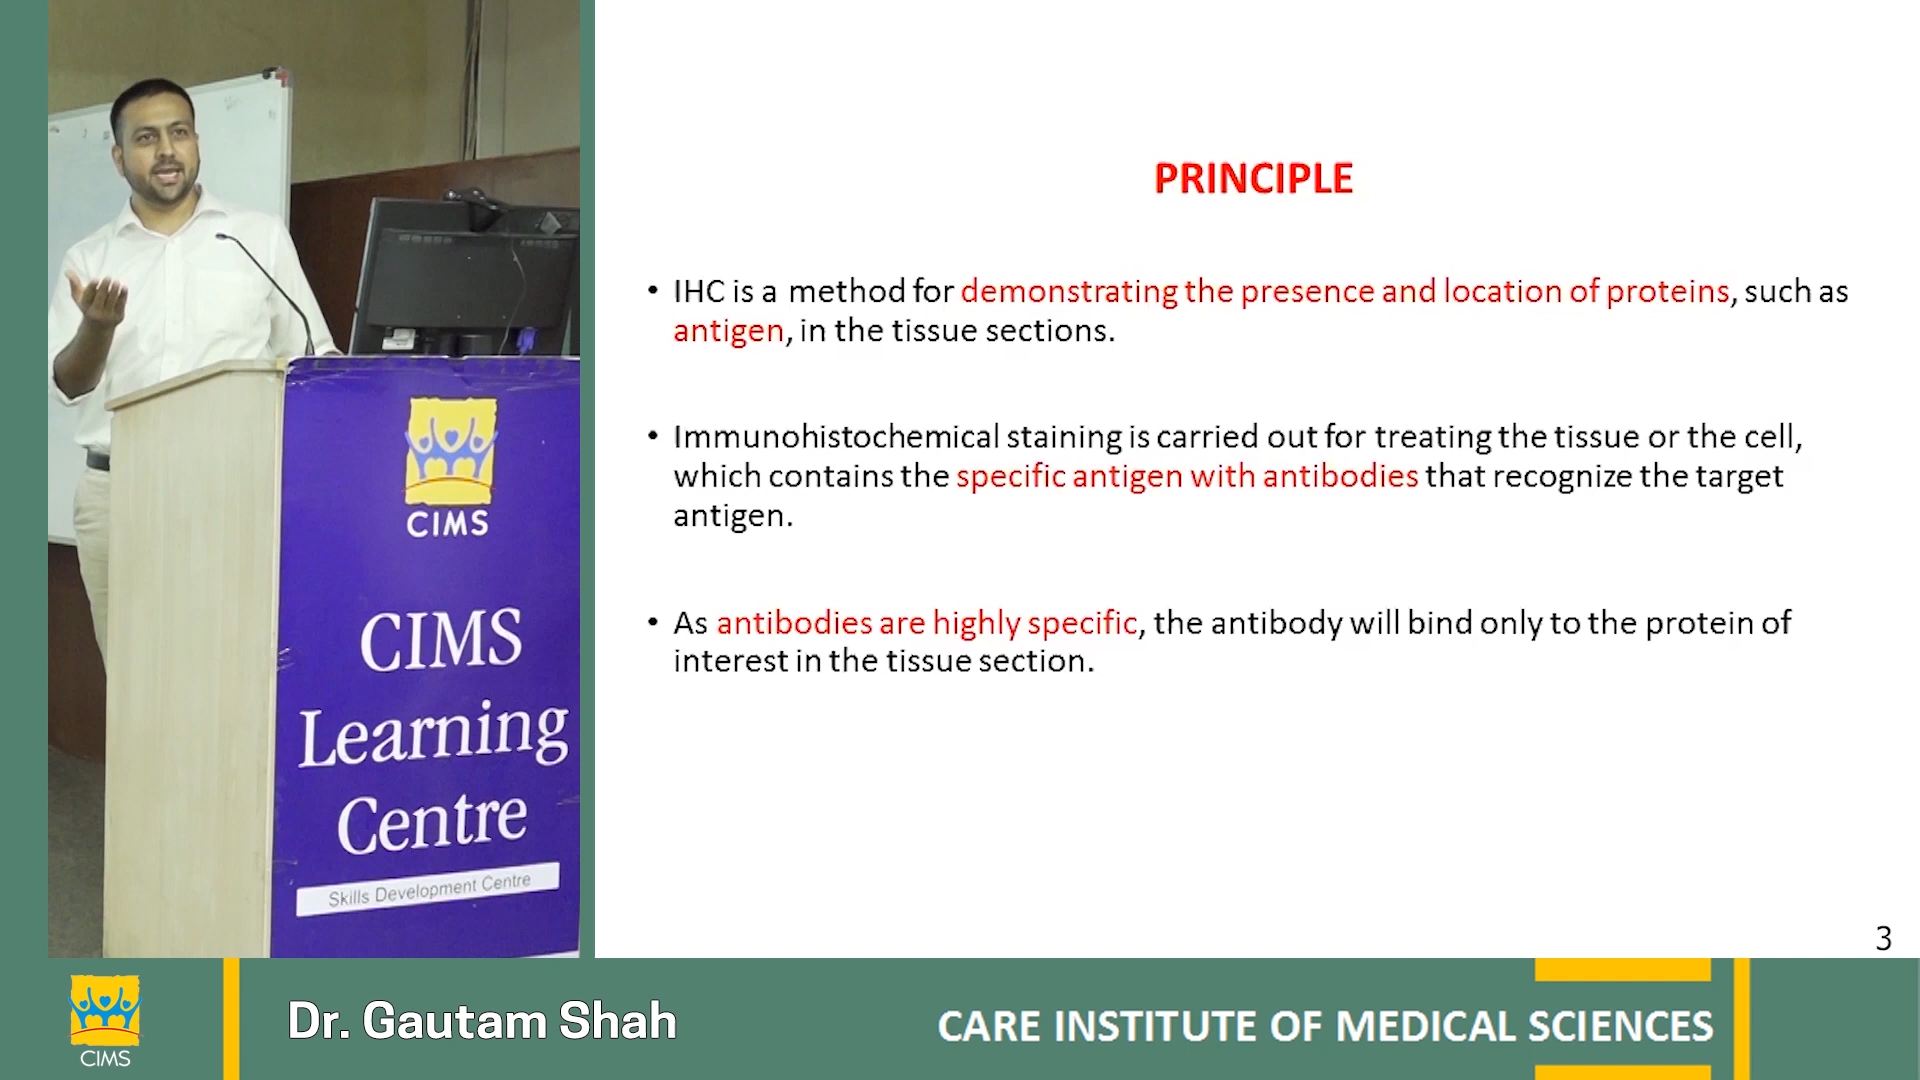 PRINCIPLE
• IHC is a method for demonstrating the presence and location of proteins, such as
antigen, in the tissue sections.
• Immunohistochemical staining is carried out for treating the tissue or the cell,
which contains the specific antigen with antibodies that recognize the target
antigen.
• As antibodies are highly specific, the antibody will bind only to the protein of
interest in the tissue section.
3
CIMS
CIMS
Learning
Centre
Skills Development Centre
CIMS
Dr. Gautam Shah
CARE INSTITUTE OF MEDICAL SCIENCES